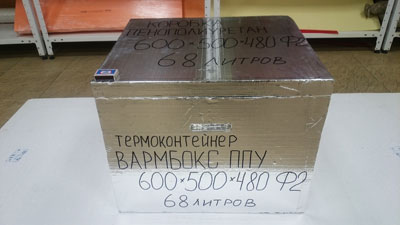 КОРОБКА
ПЕНОПОЛИУРЕТАН
600×500×480 Ф2
68 ЛИТРОВ
ТЕРМОКОНТЕЙНЕР
ВАРМБОКС ППУ
600×500×480 Ф2
68 ЛИТРОВ